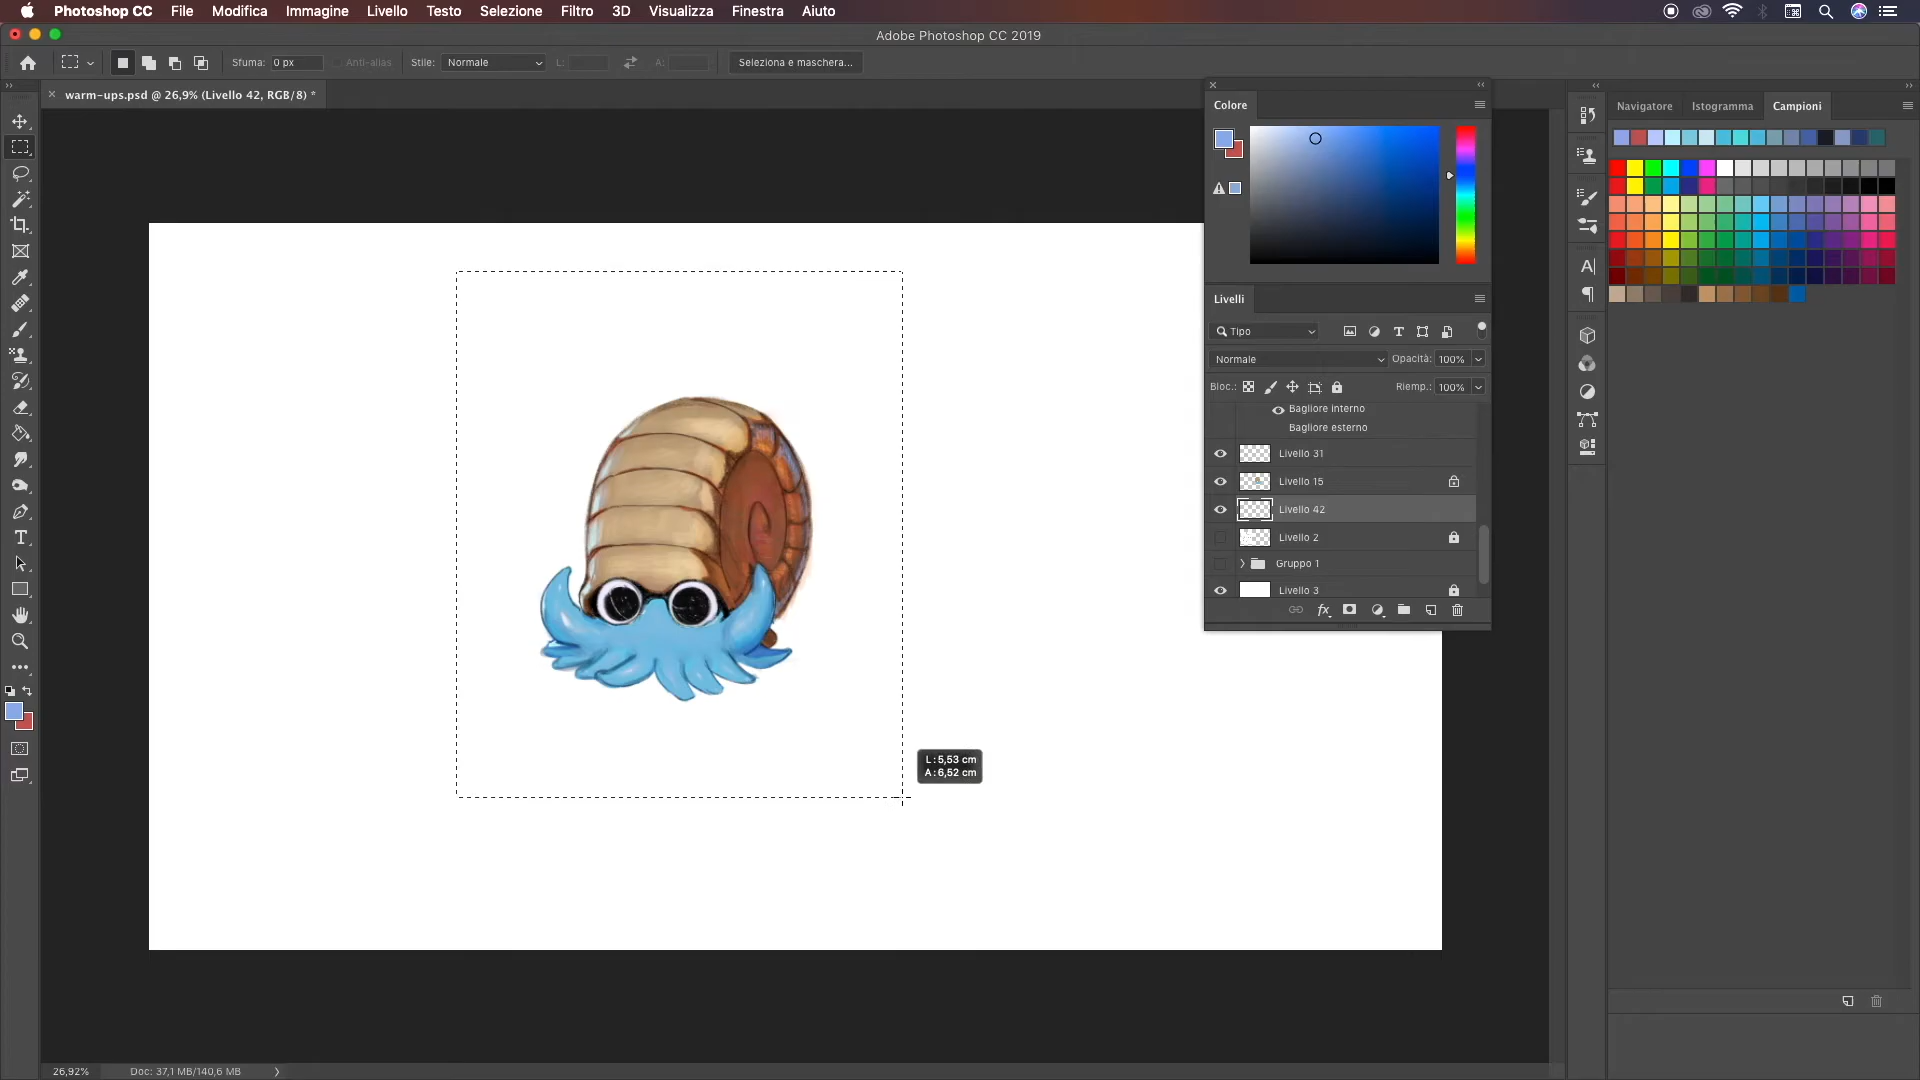 Photoshop CC File Modifica Immagine Livello Testo Selezione Filtro 3D Visualizza Finestra Aiuto
Adobe Photoshop CC 2019
Sfuma: 0 px Anti-alias Stile: Normale L: A: Seleziona e maschera...
warm-ups.psd @ 26,9% (Livello 42, RGB/8) *
Colore
Navigatore Istogramma Campioni
Livelli
Tipo
Normale Opacità: 100%
Bloc.: Riemp.: 100%
Bagliore interno
Bagliore esterno
Livello 31
Livello 15
Livello 42
Livello 2
Gruppo 1
Livello 3
fx
L: 5,53 cm
A: 6,52 cm
26,92% Doc: 37,1 MB/140,6 MB